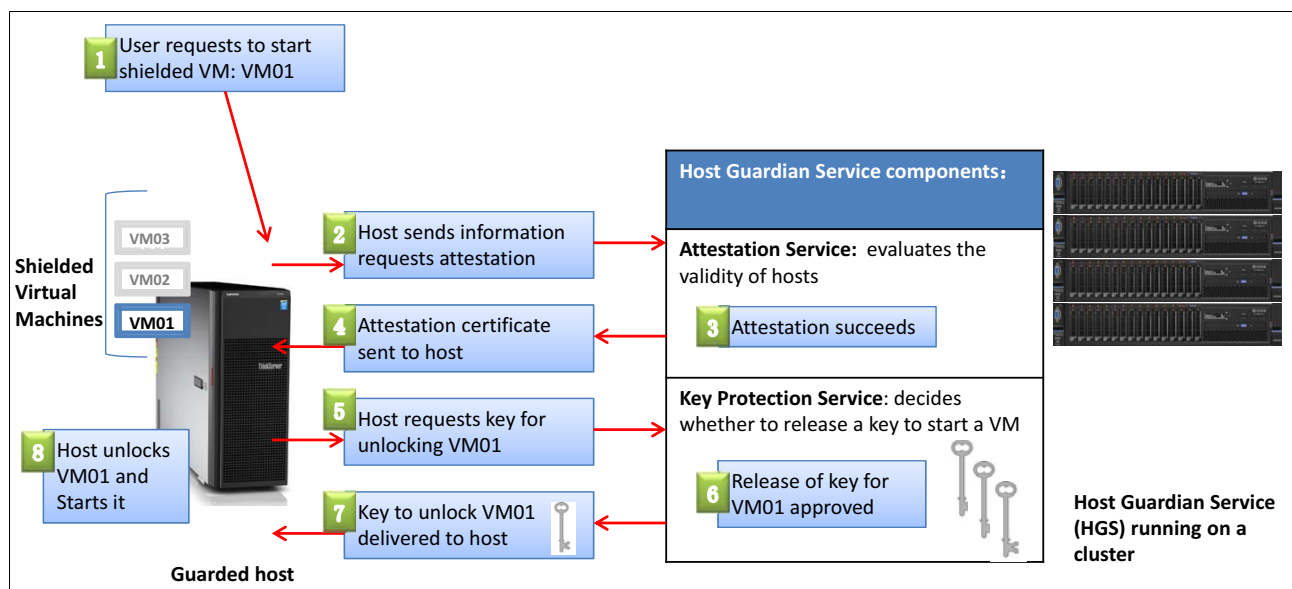 1
User requests to start
shielded VM: VM01
Host Guardian Service components:
VM03
VM02
VM01
Shielded
Virtual
Machines
2
Host sends information
requests attestation
Attestation Service: evaluates the
validity of hosts
3
Attestation succeeds
4
Attestation certificate
sent to host
ThinkServer
5
Host requests key for
unlocking VM01
Key Protection Service: decides
whether to release a key to start a VM
6
Release of key for
VM01 approved
7
Key to unlock VM01
delivered to host
8
Host unlocks
VM01 and
Starts it
Guarded host
Host Guardian Service
(HGS) running on a
cluster